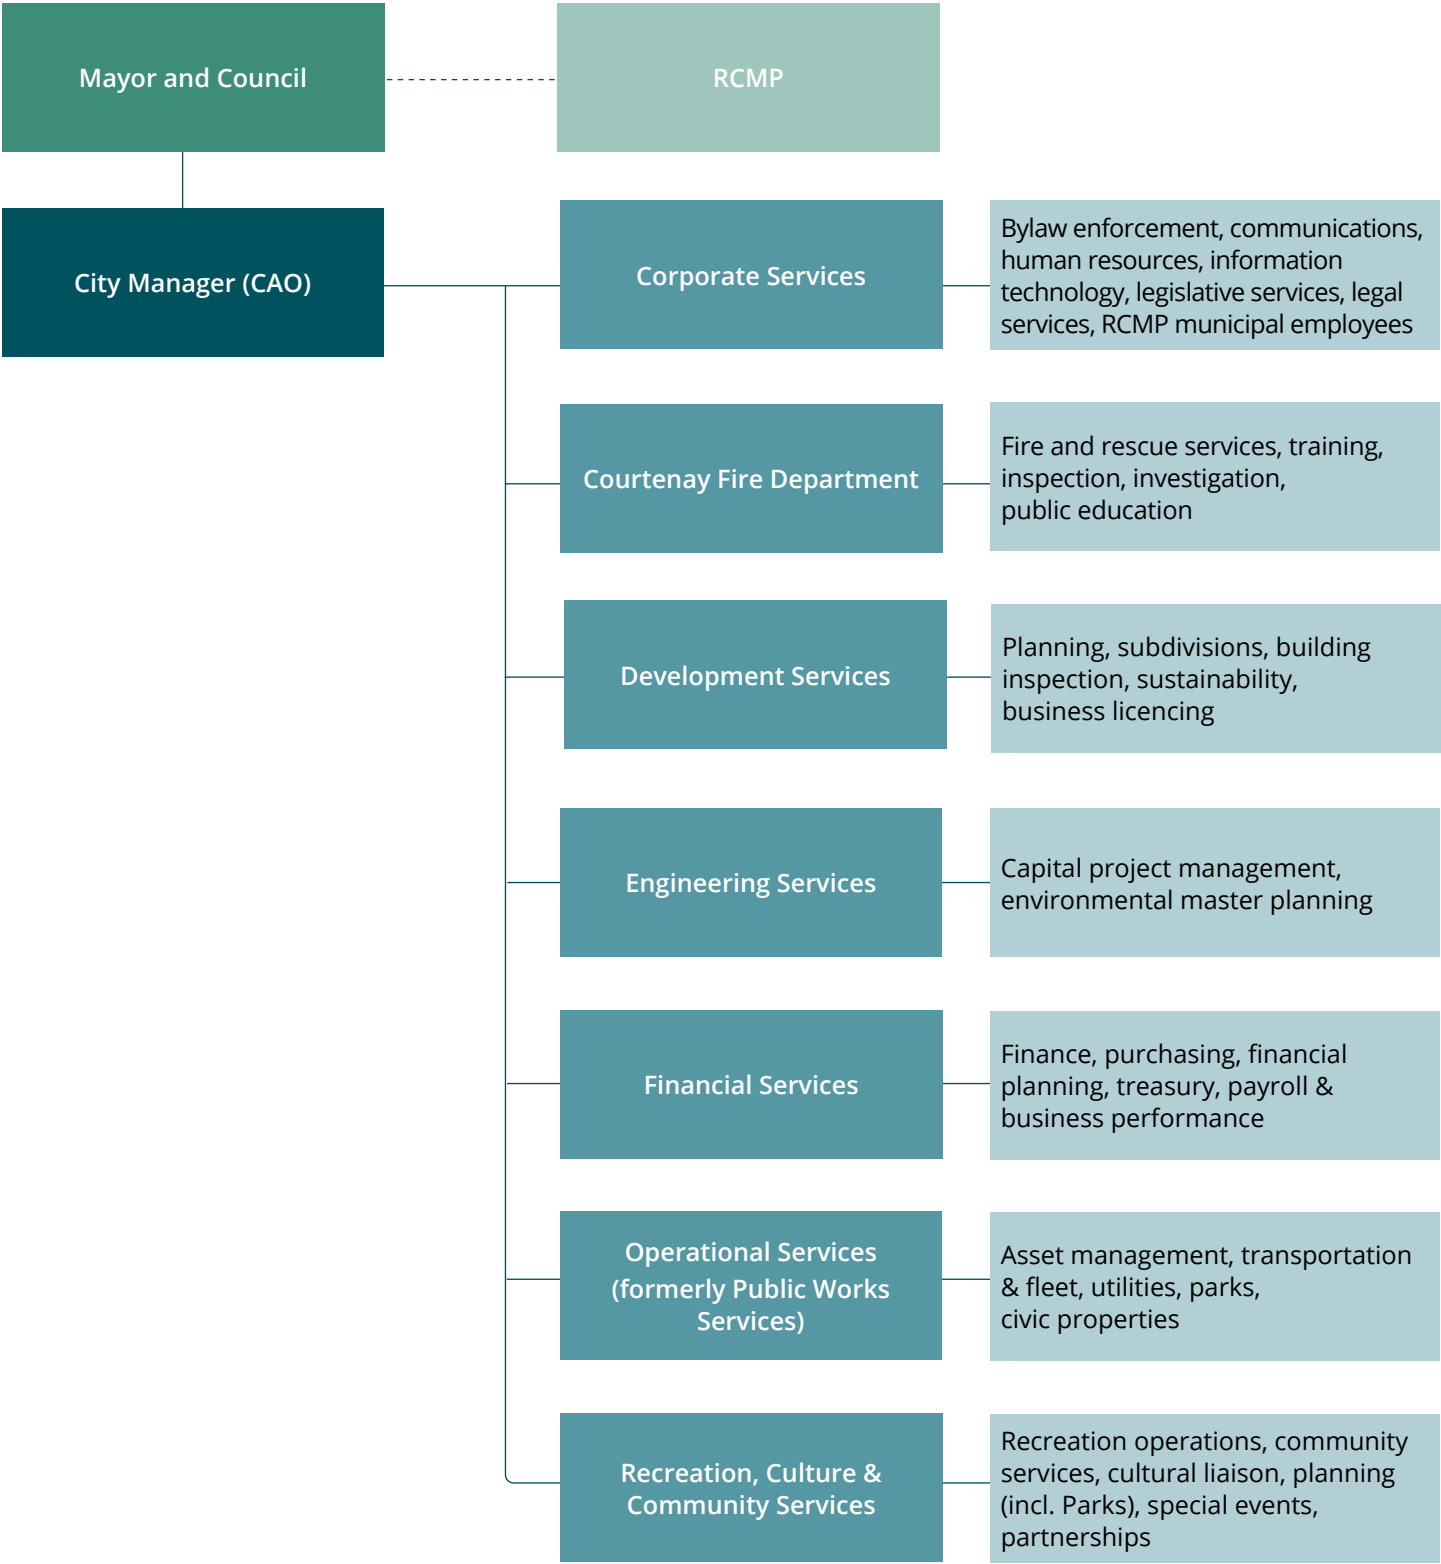 Mayor and Council
RCMP
City Manager (CAO)
Corporate Services
Bylaw enforcement, communications,
human resources, information
technology, legislative services, legal
services, RCMP municipal employees
Courtenay Fire Department
Fire and rescue services, training,
inspection, investigation,
public education
Development Services
Planning, subdivisions, building
inspection, sustainability,
business licencing
Engineering Services
Capital project management,
environmental master planning
Financial Services
Finance, purchasing, financial
planning, treasury, payroll &
business performance
Operational Services
(formerly Public Works
Services)
Asset management, transportation
& fleet, utilities, parks,
civic properties
Recreation, Culture &
Community Services
Recreation operations, community
services, cultural liaison, planning
(incl. Parks), special events,
partnerships